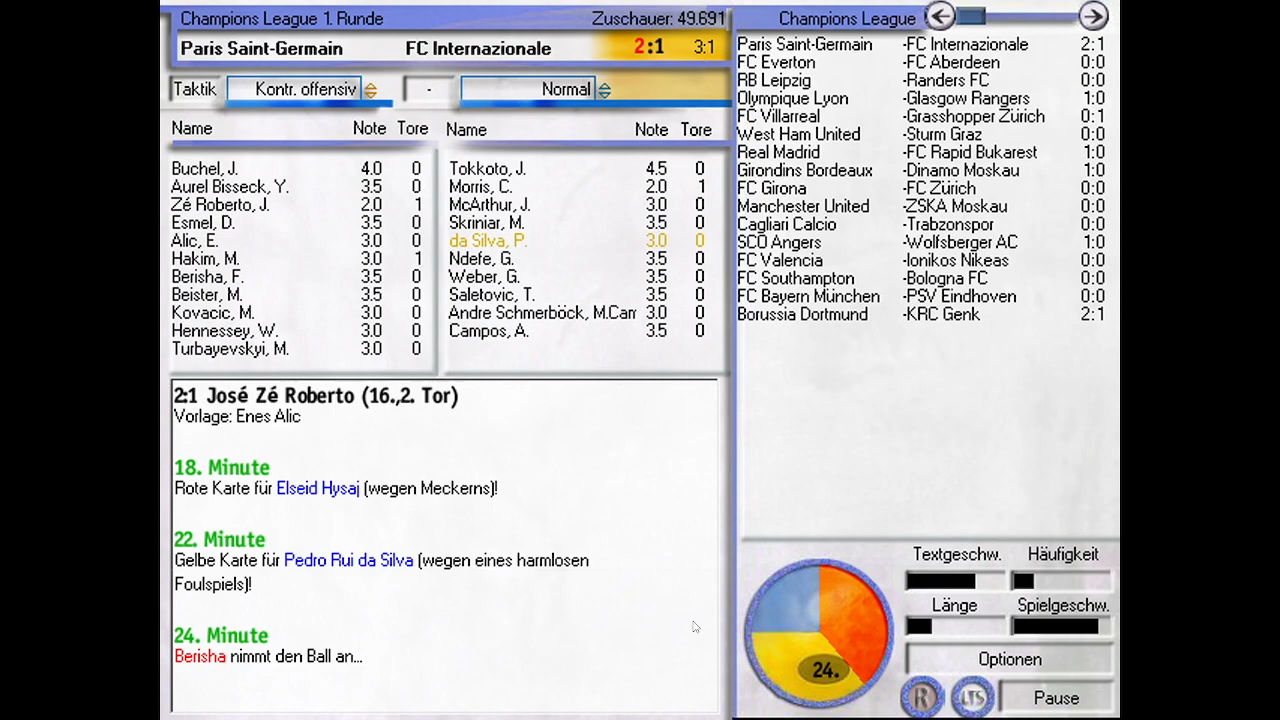 Champions League 1. Runde Zuschauer: 49.691
Paris Saint-Germain FC Internazionale 2:1 3:1
Taktik Kontr. offensiv - Normal
Name Note Tore
Buchel, J. 4.0 0
Aurel Bisseck, Y. 3.5 0
Zé Roberto, J. 2.0 1
Esmel, D. 3.5 0
Alic, E. 3.0 0
Hakim, M. 3.0 1
Berisha, F. 3.5 0
Beister, M. 3.5 0
Kovacic, M. 3.0 0
Hennessey, W. 3.0 0
Turbayevskyi, M. 3.0 0
Name Note Tore
Tokkoto, J. 4.5 0
Morris, C. 2.0 1
McArthur, J. 3.0 0
Skriniar, M. 3.5 0
da Silva, P. 3.0 0
Ndefe, G. 3.5 0
Weber, G. 3.5 0
Saletovic, T. 3.5 0
Andre Schmerböck, M.Carr 3.0 0
Campos, A. 3.5 0
2:1 José Zé Roberto (16.,2. Tor)
Vorlage: Enes Alic
18. Minute
Rote Karte für Elseid Hysaj (wegen Meckerns)!
22. Minute
Gelbe Karte für Pedro Rui da Silva (wegen eines harmlosen
Foulspiels)!
24. Minute
Berisha nimmt den Ball an...
Champions League
Paris Saint-Germain -FC Internazionale 2:1
FC Everton -FC Aberdeen 0:0
RB Leipzig -Randers FC 0:0
Olympique Lyon -Glasgow Rangers 1:0
FC Villarreal -Grasshopper Zürich 0:1
West Ham United -Sturm Graz 0:0
Real Madrid -FC Rapid Bukarest 1:0
Girondins Bordeaux -Dinamo Moskau 1:0
FC Girona -FC Zürich 0:0
Manchester United -ZSKA Moskau 0:0
Cagliari Calcio -Trabzonspor 0:0
SCO Angers -Wolfsberger AC 1:0
FC Valencia -Ionikos Nikeas 0:0
FC Southampton -Bologna FC 0:0
FC Bayern München -PSV Eindhoven 0:0
Borussia Dortmund -KRC Genk 2:1
Textgeschw. Häufigkeit
Länge Spielgeschw.
24.
Optionen
R LTS Pause